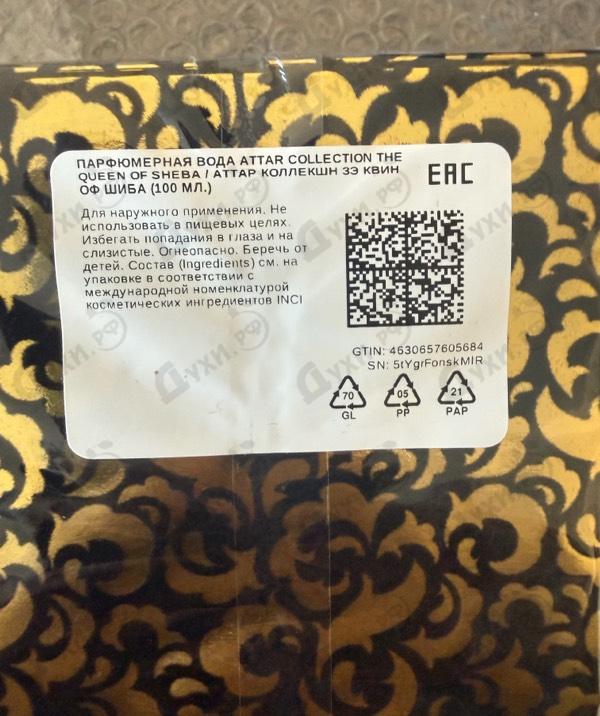 ПАРФЮМЕРНАЯ ВОДА ATTAR COLLECTION THE
QUEEN OF SHEBA / АТТАР КОЛЛЕКШН ЗЭ КВИН
ОФ ШИБА (100 МЛ.)
EAC
Для наружного применения. Не
использовать в пищевых целях.
Избегать попадания в глаза и на
слизистые. Огнеопасно. Беречь от
детей. Состав (Ingredients) см. на
упаковке в соответствии с
международной номенклатурой
косметических ингредиентов INCI
GTIN: 4630657605684
SN: 5tYgrFonskMIR
70
GL
05
PP
21
PAP
Духи.рф